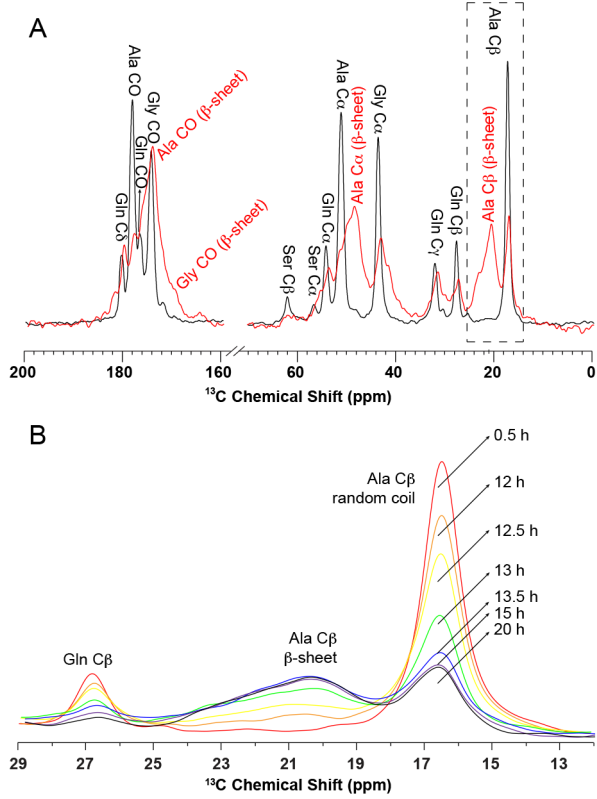 A
Gln Cδ
Ala CO
Gln CO
Gly CO
Ala CO (β-sheet)
Gly CO (β-sheet)
Ser Cβ
Ser Cα
Gln Cα
Ala Cα
Ala Cα (β-sheet)
Gly Cα
Gln Cγ
Gln Cβ
Ala Cβ (β-sheet)
Ala Cβ
200 180 160 60 40 20 0
13C Chemical Shift (ppm)
B
0.5 h
Ala Cβ
random coil
12 h
12.5 h
13 h
13.5 h
15 h
20 h
Gln Cβ
Ala Cβ
β-sheet
29 27 25 23 21 19 17 15 13
13C Chemical Shift (ppm)